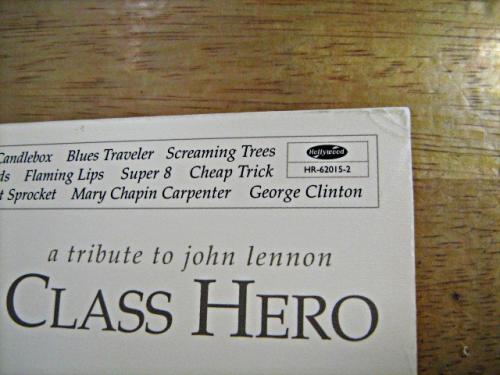 Candlebox Blues Traveler Screaming Trees
Flaming Lips Super 8 Cheap Trick
Sprocket Mary Chapin Carpenter George Clinton
Hollywood
HR-62015-2
a tribute to john lennon
CLASS HERO